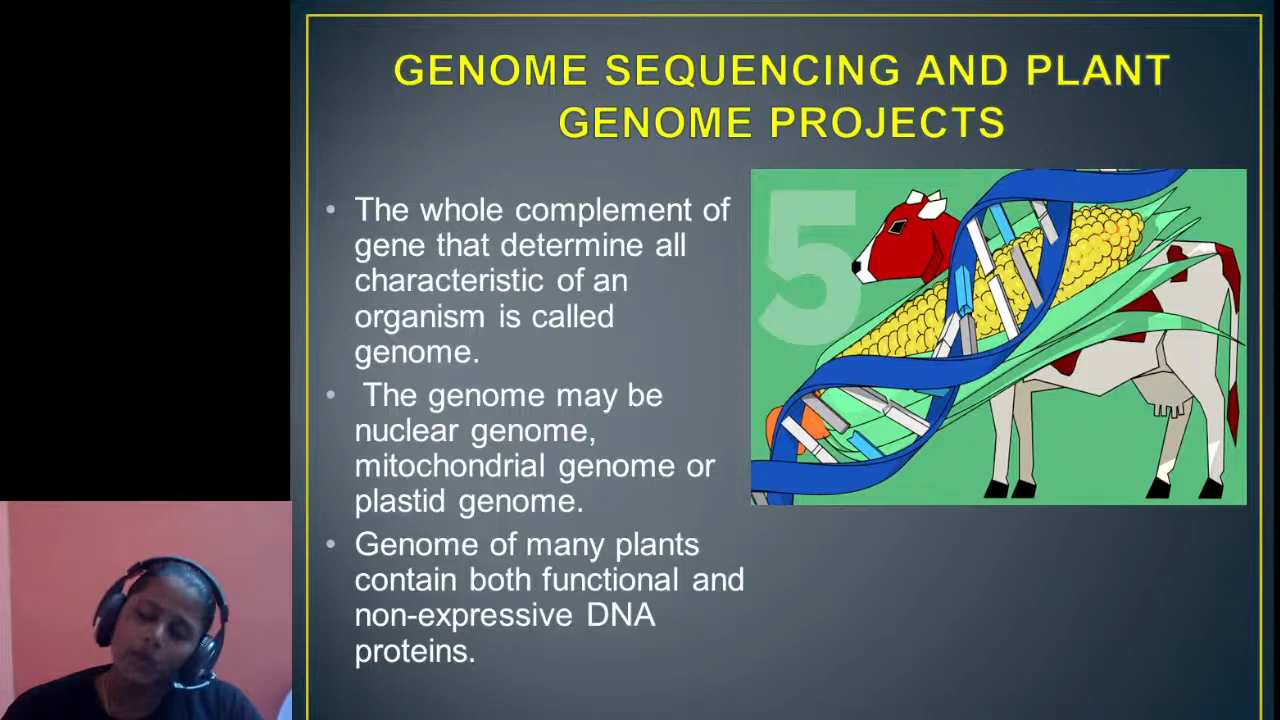 GENOME SEQUENCING AND PLANT
GENOME PROJECTS
• The whole complement of
gene that determine all
characteristic of an
organism is called
genome.
• The genome may be
nuclear genome,
mitochondrial genome or
plastid genome.
• Genome of many plants
contain both functional and
non-expressive DNA
proteins.
5